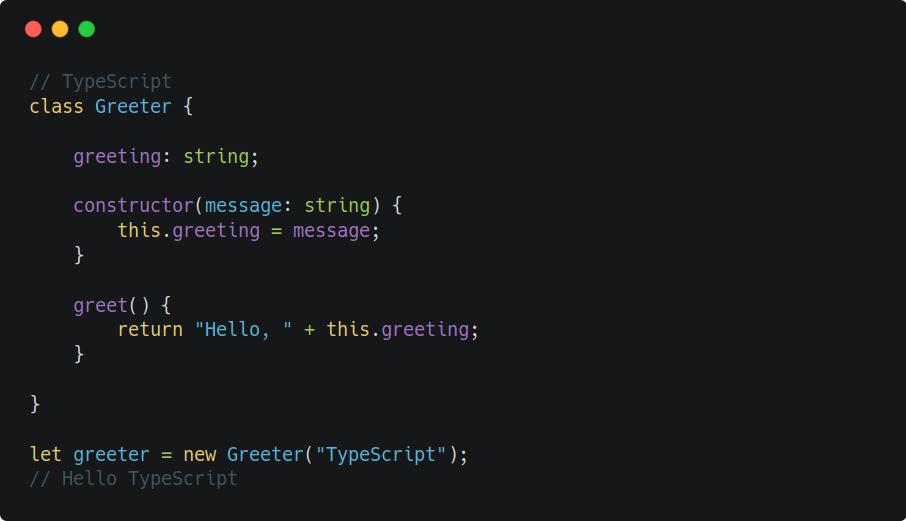 // TypeScript
class Greeter {
    greeting: string;
    constructor(message: string) {
        this.greeting = message;
    }
    greet() {
        return "Hello, " + this.greeting;
    }
}
let greeter = new Greeter("TypeScript");
// Hello TypeScript